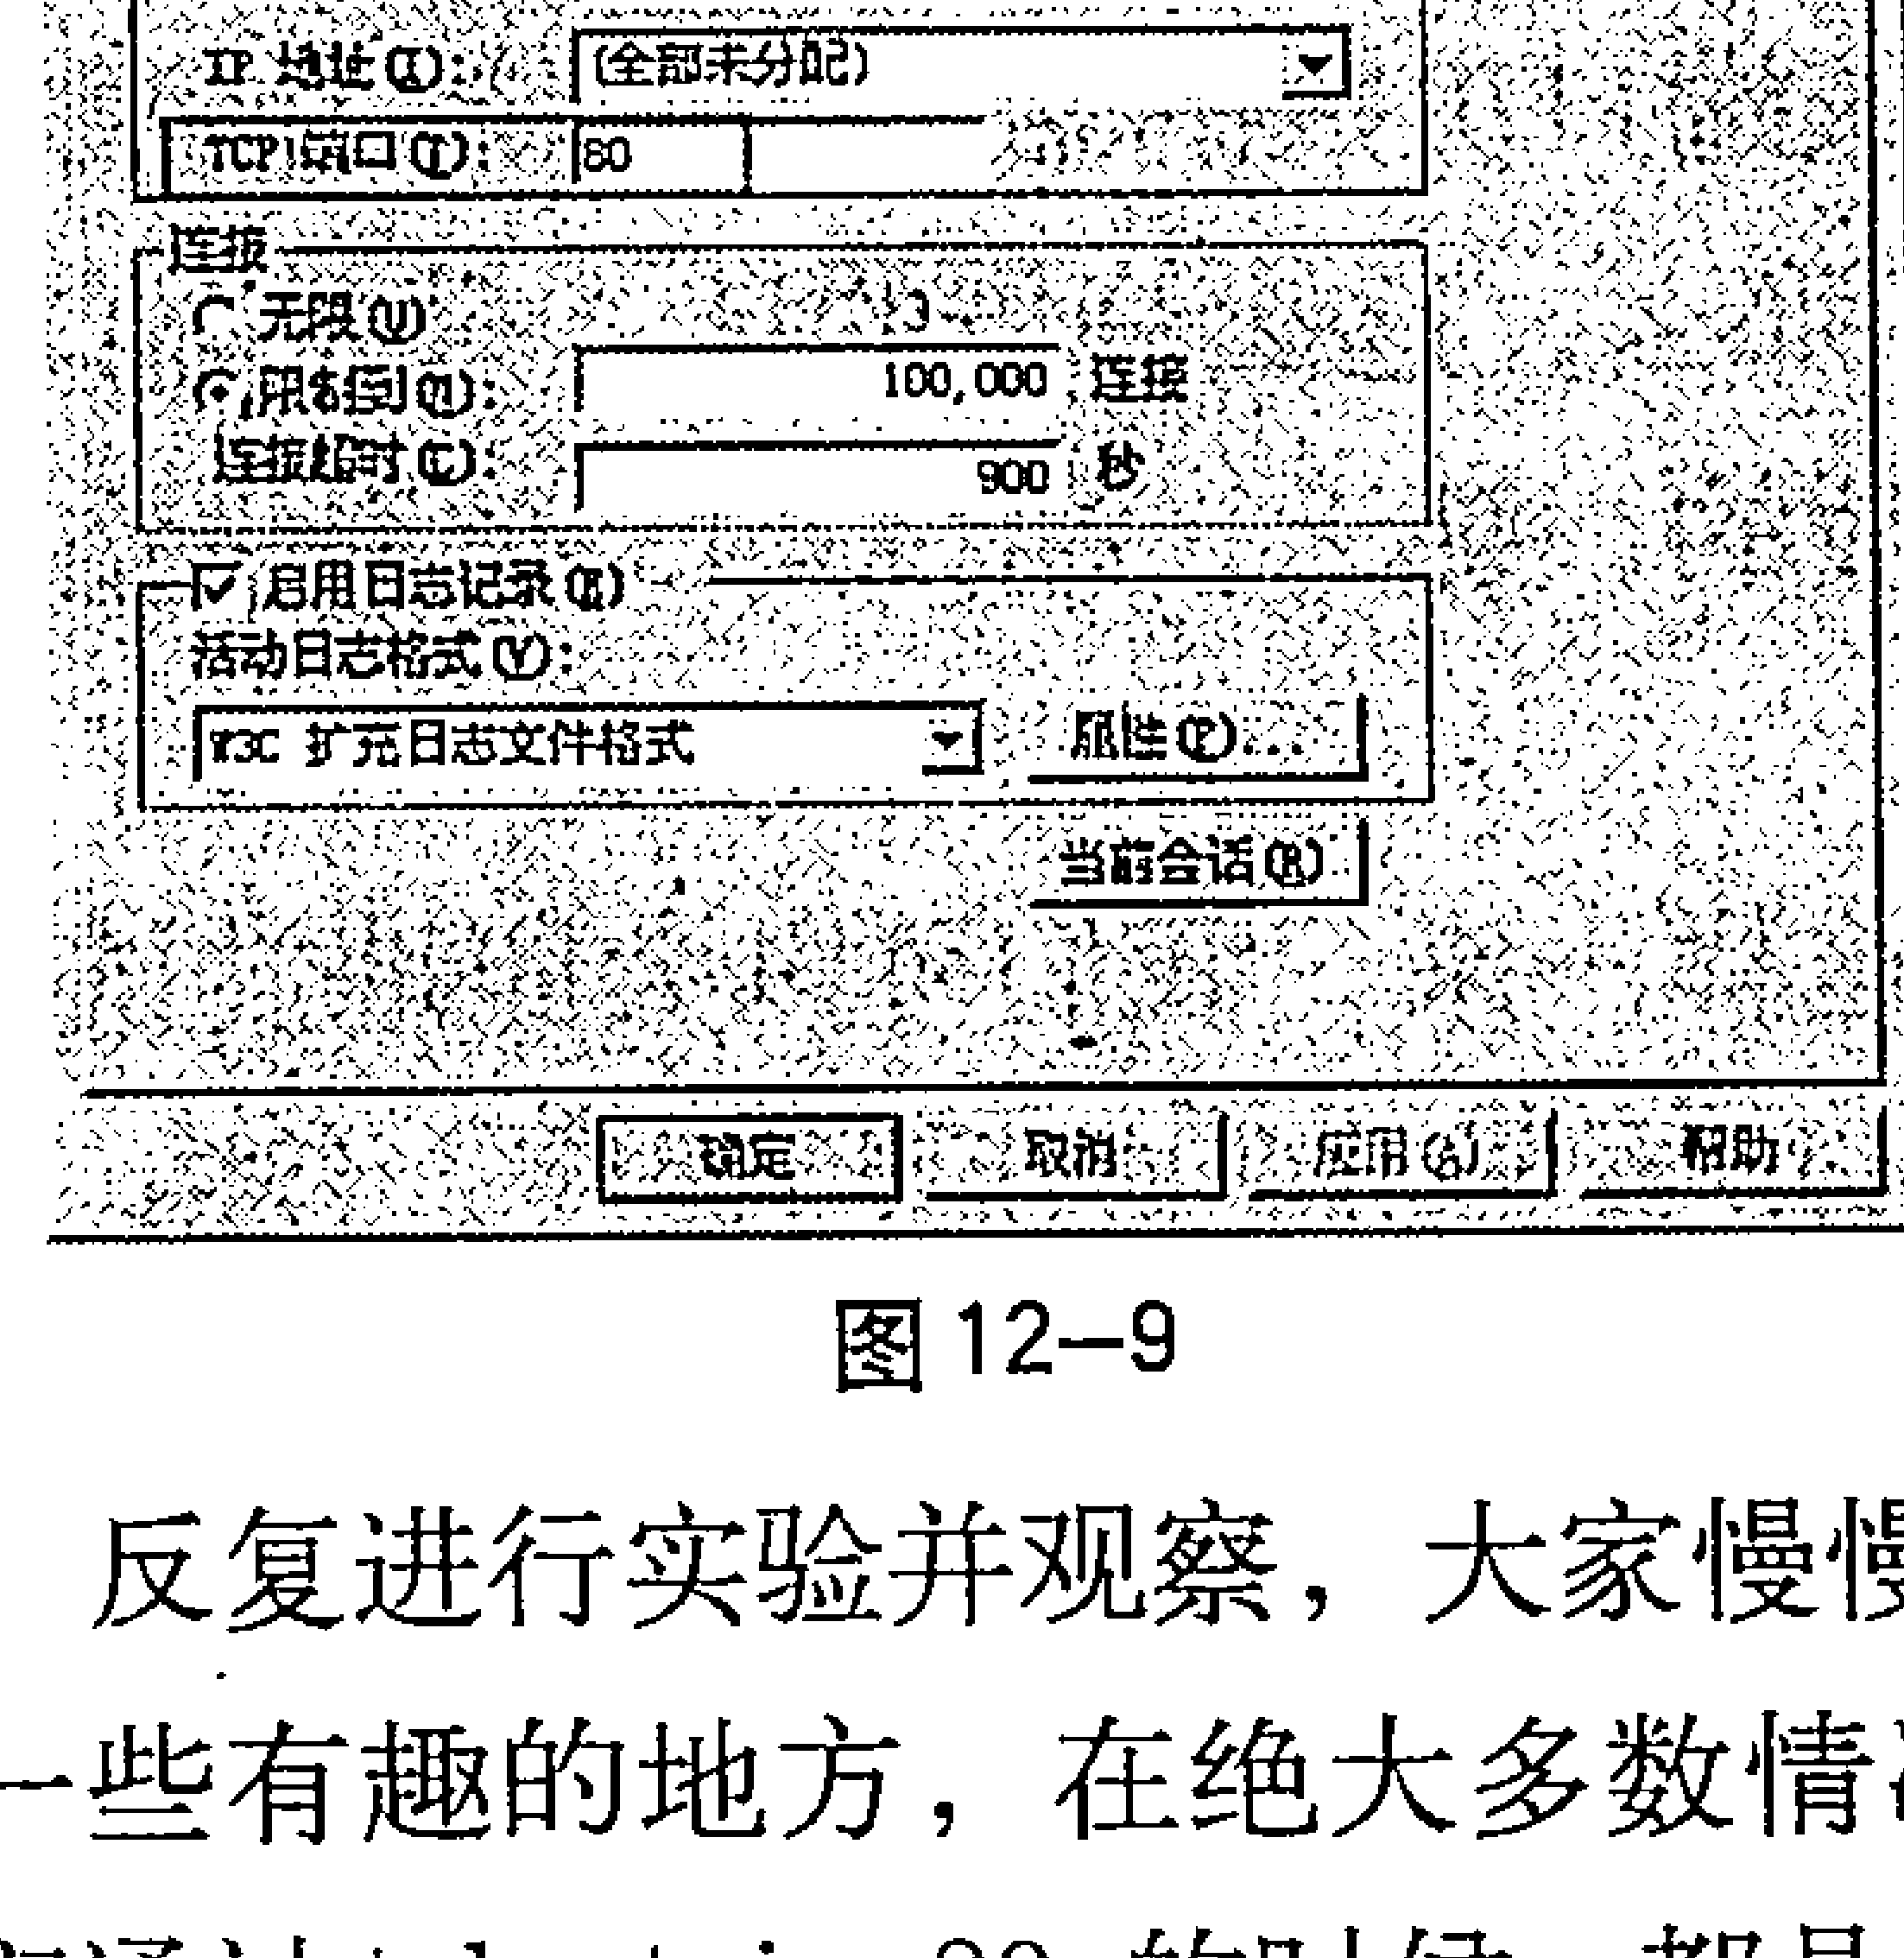 IP 地址(I): (全部未分配)
TCP 端口(T): 80
连接
无限(U)
限制到(M): 100,000 连接
连接超时(C): 900 秒
启用日志记录(E)
活动日志格式(V):
W3C 扩充日志文件格式 属性(P)...
当前会话(R)
确定 取消 应用(A) 帮助
图12-9
反复进行实验并观察，大家慢慢
一些有趣的地方，在绝大多数情